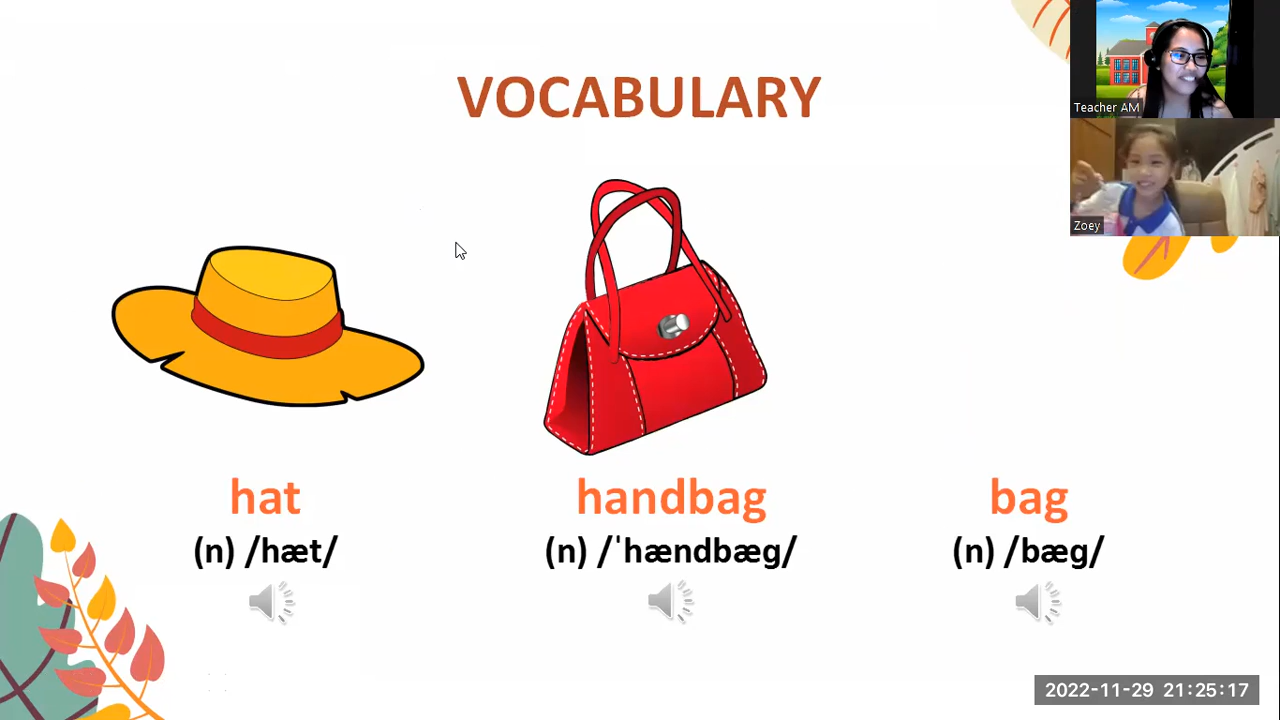 VOCABULARY
Teacher AM
Zoey
hat
handbag
bag
(n) /hæt/
(n) /ˈhændbæg/
(n) /bæg/
2022-11-29 21:25:17